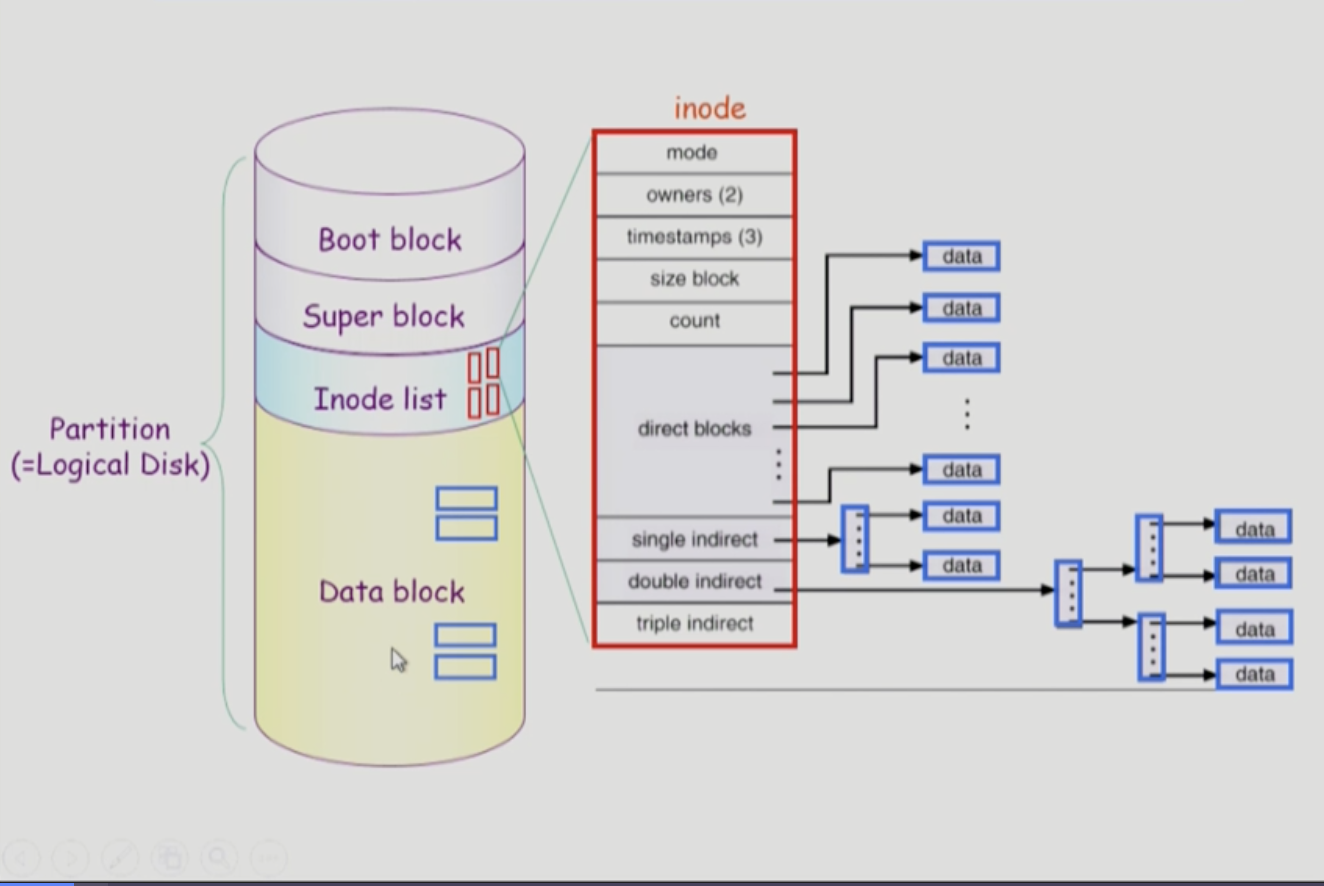 inode
mode
owners (2)
timestamps (3)
size block
count
direct blocks
single indirect
double indirect
triple indirect
Boot block
Super block
Inode list
Data block
Partition
(=Logical Disk)
data
data
data
data
data
data
data
data
data
data